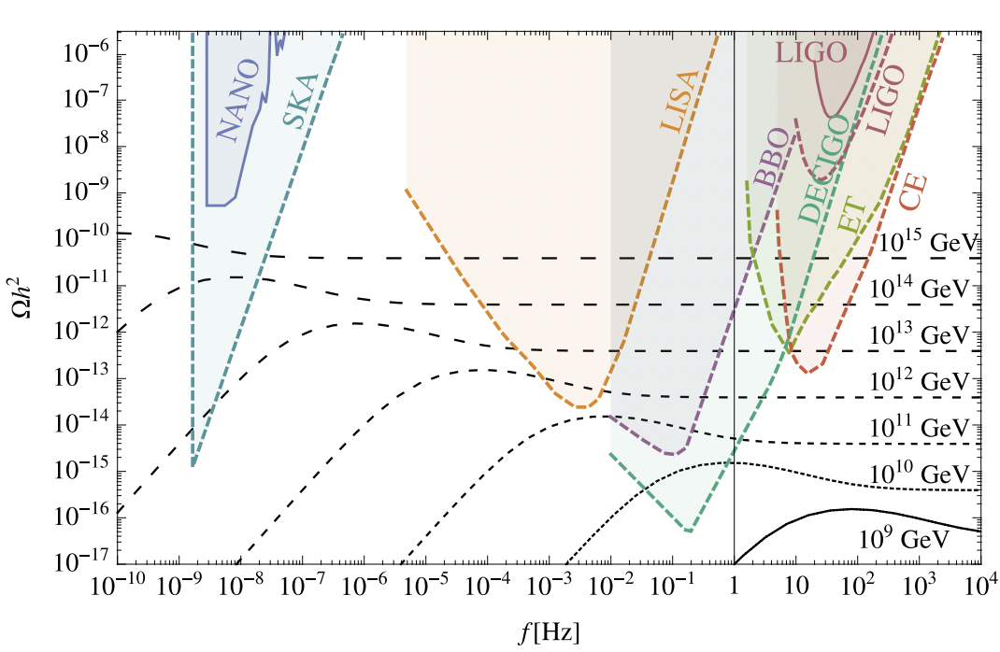 10⁻⁶
10⁻⁷
10⁻⁸
10⁻⁹
10⁻¹⁰
10⁻¹¹
10⁻¹²
10⁻¹³
10⁻¹⁴
10⁻¹⁵
10⁻¹⁶
10⁻¹⁷
Ωh²
NANO
SKA
LISA
BBO
DECIGO
LIGO
LIGO
ET
CE
10¹⁵ GeV
10¹⁴ GeV
10¹³ GeV
10¹² GeV
10¹¹ GeV
10¹⁰ GeV
10⁹ GeV
10⁻¹⁰ 10⁻⁹ 10⁻⁸ 10⁻⁷ 10⁻⁶ 10⁻⁵ 10⁻⁴ 10⁻³ 10⁻² 10⁻¹ 1 10 10² 10³ 10⁴
f[Hz]